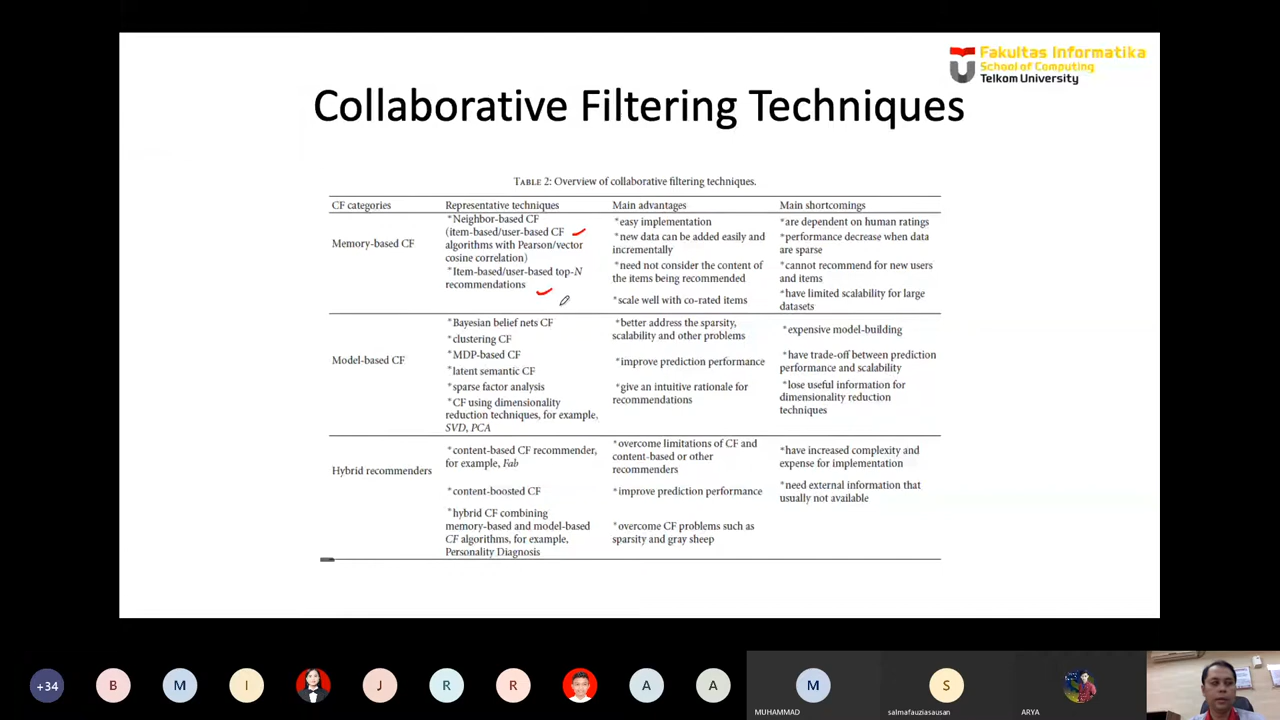 Fakultas Informatika
School of Computing
Telkom University
Collaborative Filtering Techniques
TABLE 2: Overview of collaborative filtering techniques.
CF categories
Representative techniques
Main advantages
Main shortcomings
Memory-based CF
*Neighbor-based CF
(item-based/user-based CF
algorithms with Pearson/vector
cosine correlation)
*Item-based/user-based top-N
recommendations
*easy implementation
*new data can be added easily and
incrementally
*need not consider the content of
the items being recommended
*scale well with co-rated items
*are dependent on human ratings
*performance decrease when data
are sparse
*cannot recommend for new users
and items
*have limited scalability for large
datasets
Model-based CF
*Bayesian belief nets CF
*clustering CF
*MDP-based CF
*latent semantic CF
*sparse factor analysis
*CF using dimensionality
reduction techniques, for example,
SVD, PCA
*better address the sparsity,
scalability and other problems
*improve prediction performance
*give an intuitive rationale for
recommendations
*expensive model-building
*have trade-off between prediction
performance and scalability
*lose useful information for
dimensionality reduction
techniques
Hybrid recommenders
*content-based CF recommender,
for example, Fab
*content-boosted CF
*hybrid CF combining
memory-based and model-based
CF algorithms, for example,
Personality Diagnosis
*overcome limitations of CF and
content-based or other
recommenders
*improve prediction performance
*overcome CF problems such as
sparsity and gray sheep
*have increased complexity and
expense for implementation
*need external information that
usually not available
+34
B
M
I
J
R
R
A
A
M
S
MUHAMMAD
salmafauziasausan
ARYA